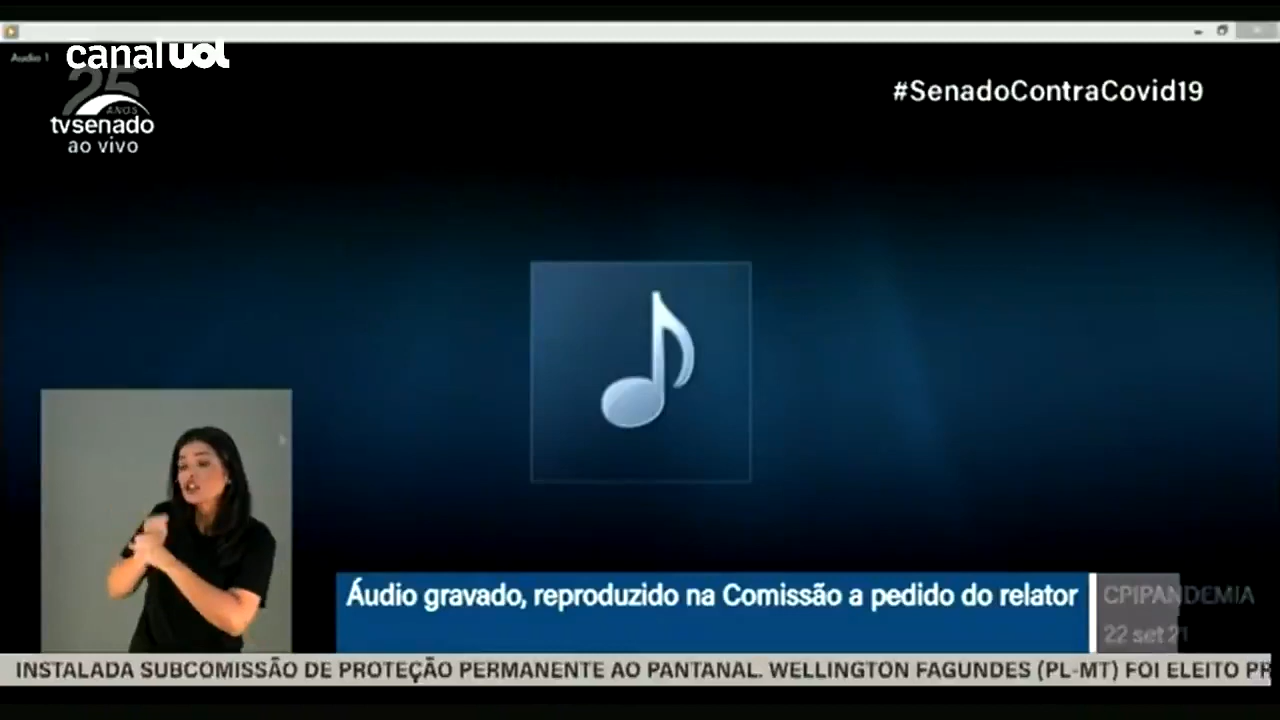 Audio 1
canal UOL
25
ANOS
tvsenado
ao vivo
#SenadoContraCovid19
Áudio gravado, reproduzido na Comissão a pedido do relator
CPIPANDEMIA
22 set 21
INSTALADA SUBCOMISSÃO DE PROTEÇÃO PERMANENTE AO PANTANAL. WELLINGTON FAGUNDES (PL-MT) FOI ELEITO PR